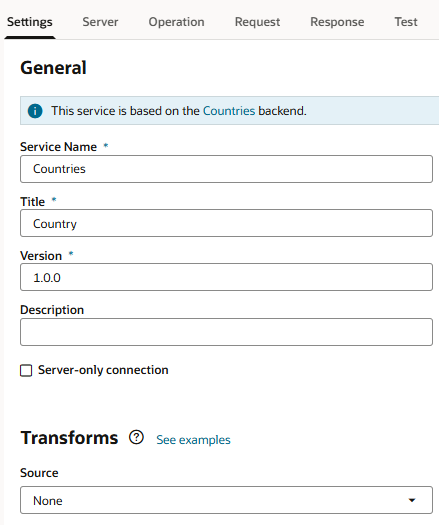 Settings Server Operation Request Response Test
General
This service is based on the Countries backend.
Service Name *
Countries
Title *
Country
Version *
1.0.0
Description
Server-only connection
Transforms ? See examples
Source
None